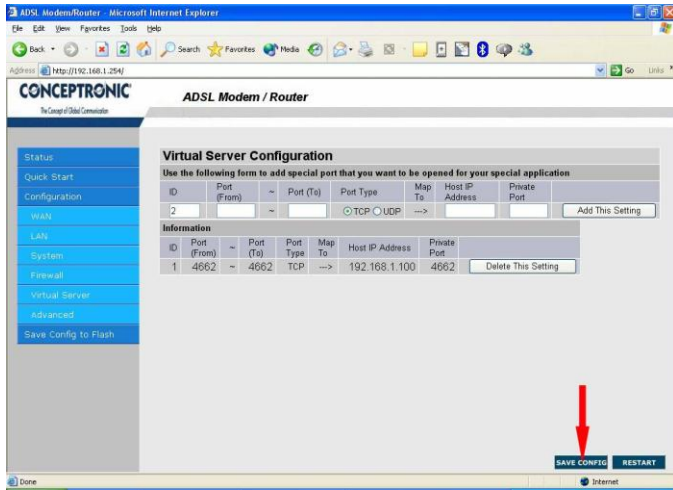 ADSL Modem/Router - Microsoft Internet Explorer
File Edit View Favorites Tools Help
Back Search Favorites Media
Address http://192.168.1.254/ Go Links
CONCEPTRONIC
The Concept of Global Communication
ADSL Modem / Router
Status
Quick Start
Configuration
WAN
LAN
System
Firewall
Virtual Server
Advanced
Save Config to Flash
Virtual Server Configuration
Use the following form to add special port that you want to be opened for your special application
ID Port (From) ~ Port (To) Port Type Map To Host IP Address Private Port
2 ~ TCP UDP ---> Add This Setting
Information
ID Port (From) ~ Port (To) Port Type Map To Host IP Address Private Port
1 4662 ~ 4662 TCP ---> 192.168.1.100 4662 Delete This Setting
SAVE CONFIG RESTART
Done Internet